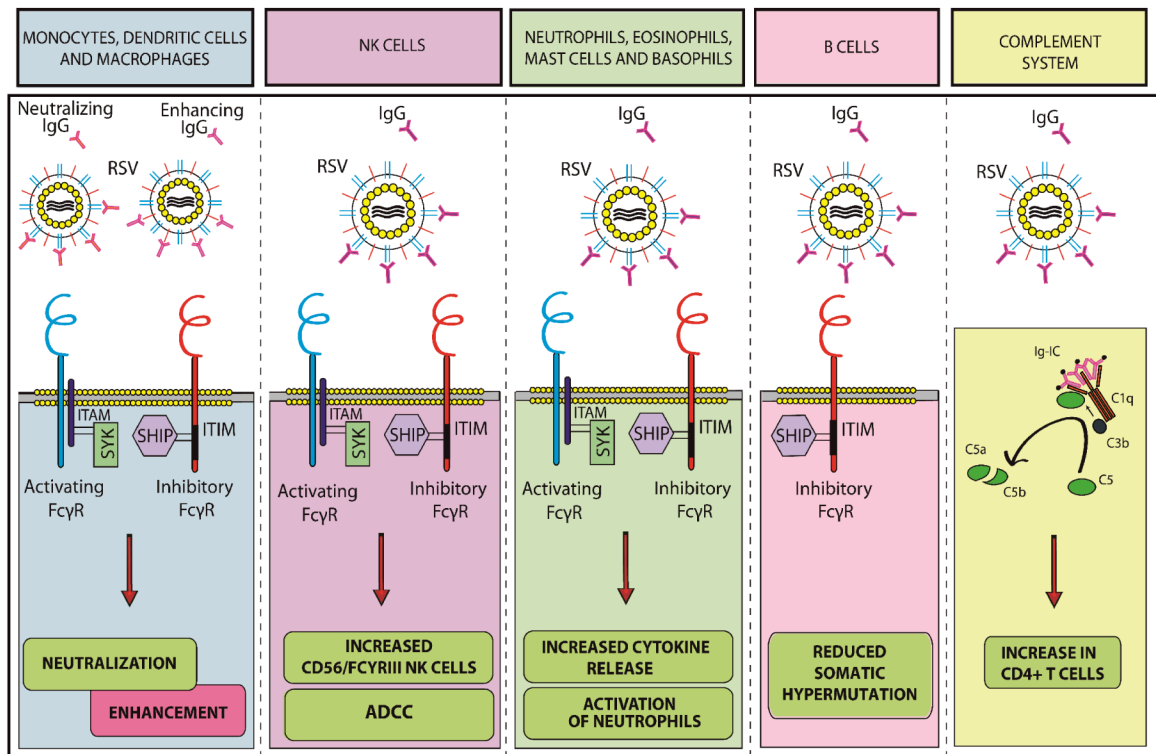 MONOCYTES, DENDRITIC CELLS
AND MACROPHAGES
NK CELLS
NEUTROPHILS, EOSINOPHILS,
MAST CELLS AND BASOPHILS
B CELLS
COMPLEMENT
SYSTEM
Neutralizing
IgG
Enhancing
IgG
RSV
ITAM
SYK
SHIP
ITIM
Activating
FcγR
Inhibitory
FcγR
NEUTRALIZATION
ENHANCEMENT
IgG
RSV
ITAM
SYK
SHIP
ITIM
Activating
FcγR
Inhibitory
FcγR
INCREASED
CD56/FCYRIII NK CELLS
ADCC
IgG
RSV
ITAM
SYK
SHIP
ITIM
Activating
FcγR
Inhibitory
FcγR
INCREASED CYTOKINE
RELEASE
ACTIVATION
OF NEUTROPHILS
IgG
RSV
SHIP
ITIM
Inhibitory
FcγR
REDUCED
SOMATIC
HYPERMUTATION
IgG
RSV
Ig-IC
C1q
C3b
C5a
C5b
C5
INCREASE IN
CD4+ T CELLS